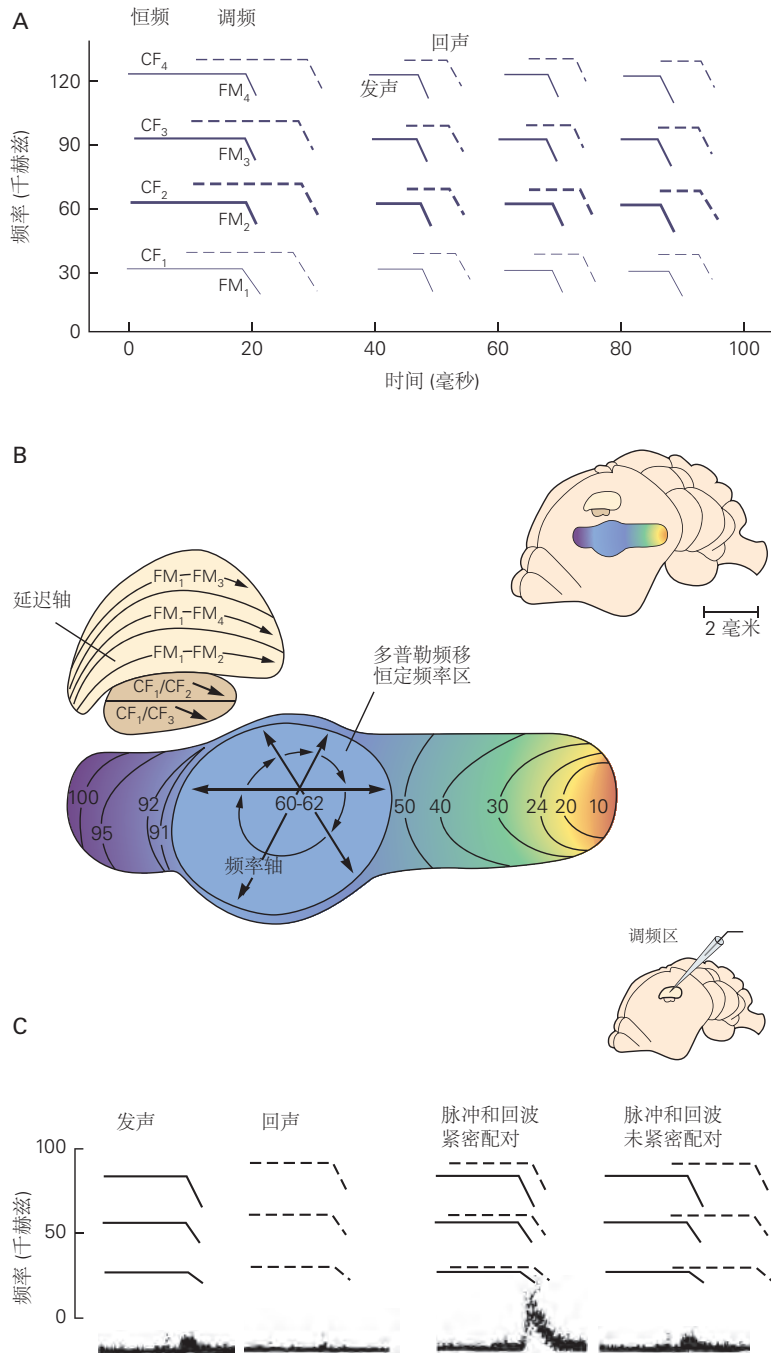 A
恒频 调频
回声
发声
CF4
FM4
CF3
FM3
CF2
FM2
CF1
FM1
120
90
60
30
0
频率 (千赫兹)
0 20 40 60 80 100
时间 (毫秒)
B
2 毫米
延迟轴
FM1–FM3
FM1–FM4
FM1–FM2
CF1/CF2
CF1/CF3
多普勒频移
恒定频率区
100 95 92 91 60-62 50 40 30 24 20 10
频率轴
调频区
C
发声
回声
脉冲和回波
紧密配对
脉冲和回波
未紧密配对
100
50
0
频率 (千赫兹)